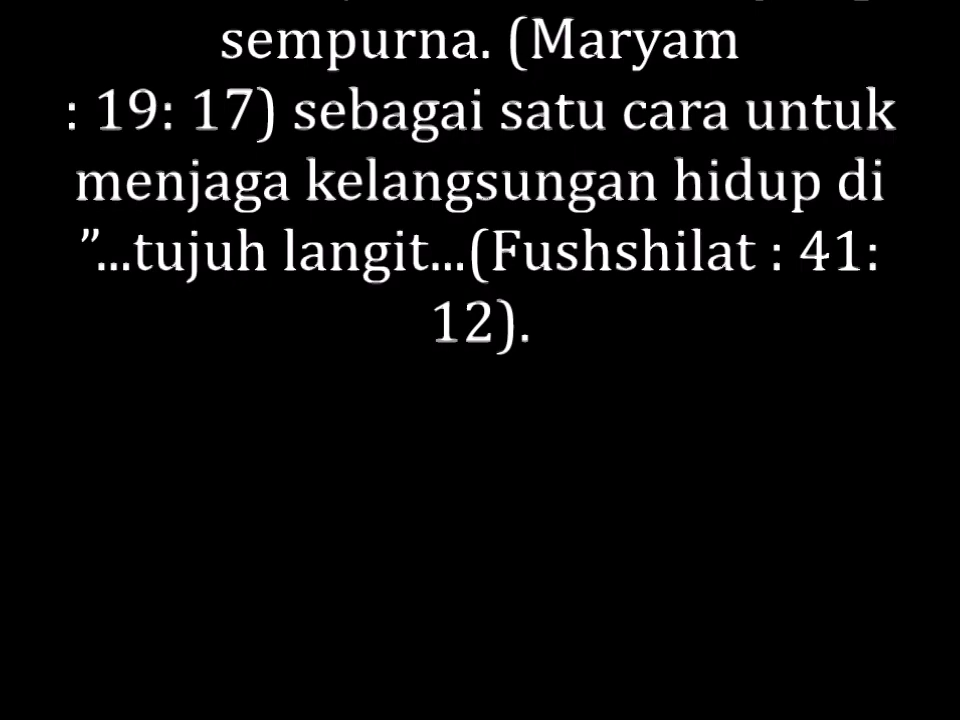 sempurna. (Maryam
: 19: 17) sebagai satu cara untuk
menjaga kelangsungan hidup di
”...tujuh langit...(Fushshilat : 41:
12).